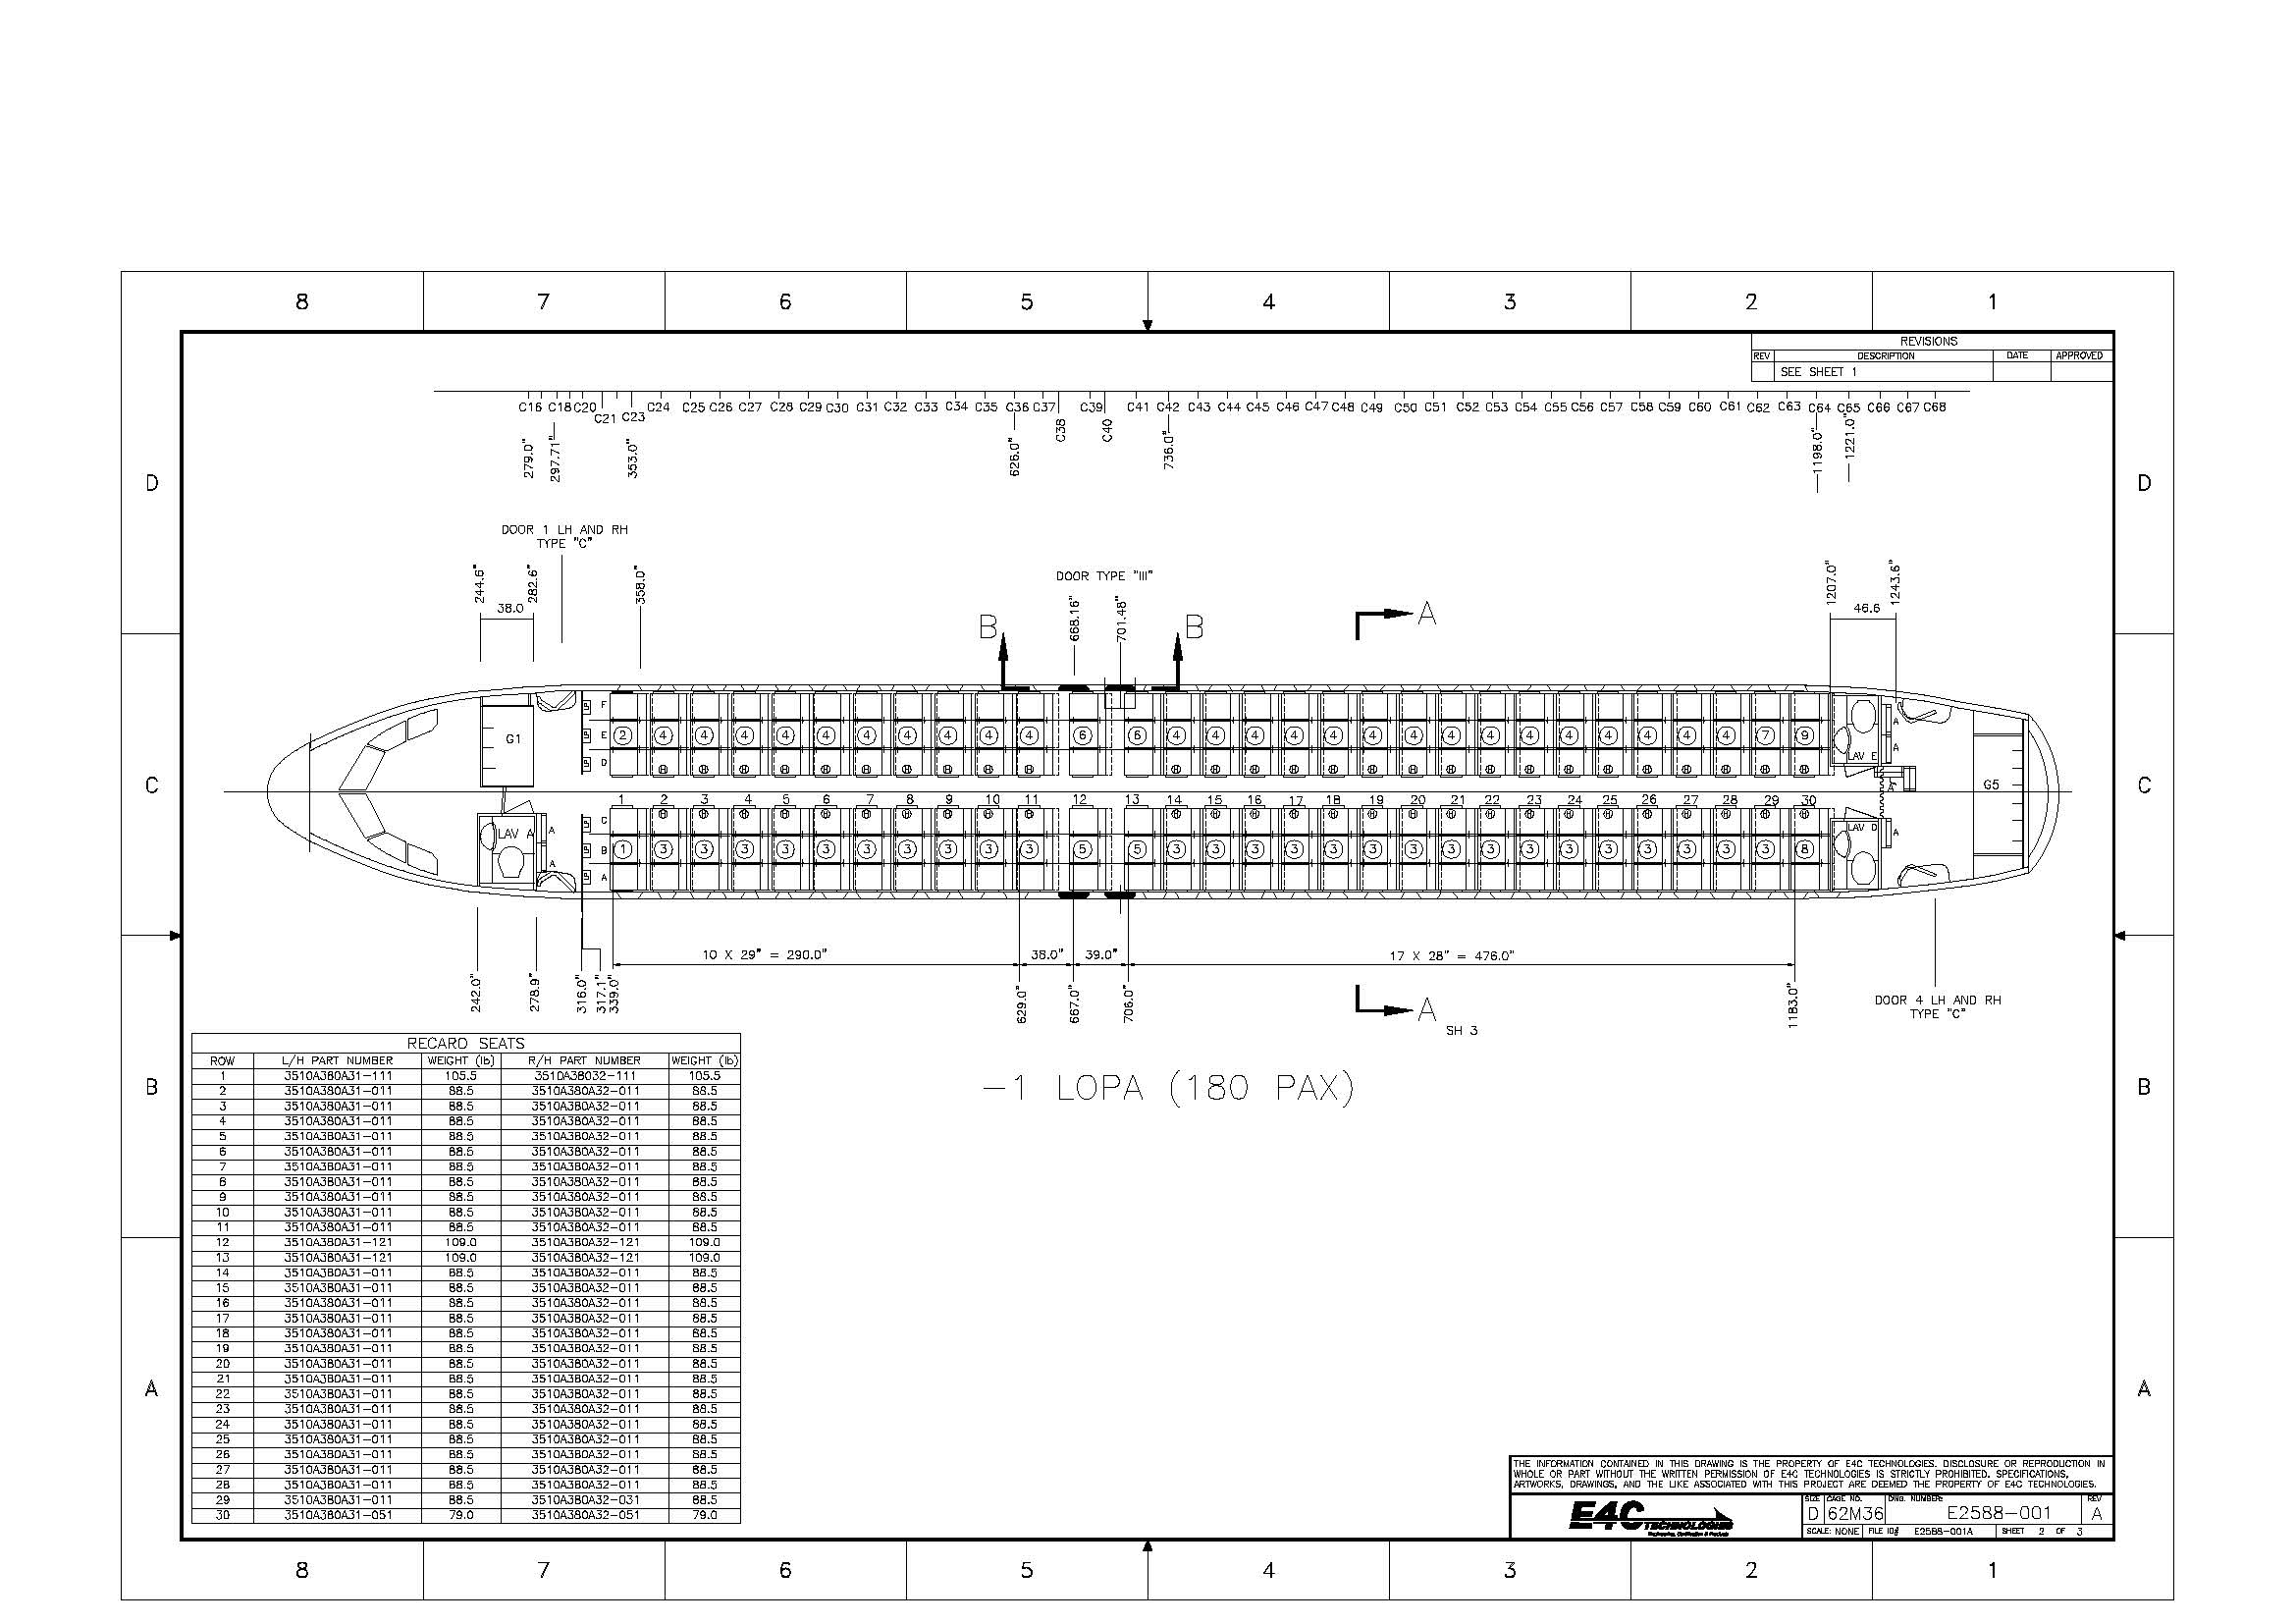 8 7 6 5 4 3 2 1
REVISIONS
REV DESCRIPTION DATE APPROVED
SEE SHEET 1
C16 C18 C20 C21 C23 C24 C25 C26 C27 C28 C29 C30 C31 C32 C33 C34 C35 C36 C37 C38 C39 C40 C41 C42 C43 C44 C45 C46 C47 C48 C49 C50 C51 C52 C53 C54 C55 C56 C57 C58 C59 C60 C61 C62 C63 C64 C65 C66 C67 C68
279.0" 297.71" 353.0" 626.0" 736.0" 1198.0" 1221.0"
D D
DOOR 1 LH AND RH
TYPE "C"
244.6" 282.6" 358.0" 668.16" 701.48" 1207.0" 1243.6"
DOOR TYPE "III"
38.0 46.6
B B A
F LP
G1 E LP 2 4 4 4 4 4 4 4 4 4 4 6 6 4 4 4 4 4 4 4 4 4 4 4 4 4 4 4 7 9
D LP H H H H H H H H H H H H H H H H H H H H H H H H H H H
LAV E A A
C C
G5 A
1 2 3 4 5 6 7 8 9 10 11 12 13 14 15 16 17 18 19 20 21 22 23 24 25 26 27 28 29 30
C LP H H H H H H H H H H H H H H H H H H H H H H H H H H H
LAV A A A
B LP 1 3 3 3 3 3 3 3 3 3 3 5 5 3 3 3 3 3 3 3 3 3 3 3 3 3 3 3 3 8
A LP
LAV D A
10 X 29" = 290.0" 38.0" 39.0" 17 X 28" = 476.0"
242.0" 278.9" 316.0" 317.1" 339.0" 629.0" 667.0" 706.0" 1183.0"
A
SH 3
DOOR 4 LH AND RH
TYPE "C"
-1 LOPA (180 PAX)
B B
RECARO SEATS
ROW L/H PART NUMBER WEIGHT (lb) R/H PART NUMBER WEIGHT (lb)
1 3510A380A31-111 105.5 3510A38032-111 105.5
2 3510A380A31-011 88.5 3510A380A32-011 88.5
3 3510A380A31-011 88.5 3510A380A32-011 88.5
4 3510A380A31-011 88.5 3510A380A32-011 88.5
5 3510A380A31-011 88.5 3510A380A32-011 88.5
6 3510A380A31-011 88.5 3510A380A32-011 88.5
7 3510A380A31-011 88.5 3510A380A32-011 88.5
8 3510A380A31-011 88.5 3510A380A32-011 88.5
9 3510A380A31-011 88.5 3510A380A32-011 88.5
10 3510A380A31-011 88.5 3510A380A32-011 88.5
11 3510A380A31-011 88.5 3510A380A32-011 88.5
12 3510A380A31-121 109.0 3510A380A32-121 109.0
13 3510A380A31-121 109.0 3510A380A32-121 109.0
14 3510A380A31-011 88.5 3510A380A32-011 88.5
15 3510A380A31-011 88.5 3510A380A32-011 88.5
16 3510A380A31-011 88.5 3510A380A32-011 88.5
17 3510A380A31-011 88.5 3510A380A32-011 88.5
18 3510A380A31-011 88.5 3510A380A32-011 88.5
19 3510A380A31-011 88.5 3510A380A32-011 88.5
20 3510A380A31-011 88.5 3510A380A32-011 88.5
21 3510A380A31-011 88.5 3510A380A32-011 88.5
22 3510A380A31-011 88.5 3510A380A32-011 88.5
23 3510A380A31-011 88.5 3510A380A32-011 88.5
24 3510A380A31-011 88.5 3510A380A32-011 88.5
25 3510A380A31-011 88.5 3510A380A32-011 88.5
26 3510A380A31-011 88.5 3510A380A32-011 88.5
27 3510A380A31-011 88.5 3510A380A32-011 88.5
28 3510A380A31-011 88.5 3510A380A32-011 88.5
29 3510A380A31-011 88.5 3510A380A32-031 88.5
30 3510A380A31-051 79.0 3510A380A32-051 79.0
A A
THE INFORMATION CONTAINED IN THIS DRAWING IS THE PROPERTY OF E4C TECHNOLOGIES. DISCLOSURE OR REPRODUCTION IN
WHOLE OR PART WITHOUT THE WRITTEN PERMISSION OF E4C TECHNOLOGIES IS STRICTLY PROHIBITED. SPECIFICATIONS,
ARTWORKS, DRAWINGS, AND THE LIKE ASSOCIATED WITH THIS PROJECT ARE DEEMED THE PROPERTY OF E4C TECHNOLOGIES.
E4C TECHNOLOGIES
Engineering, Certification & Products
SIZE CAGE NO. DWG. NUMBER: REV
D 62M36 E2588-001 A
SCALE: NONE FILE ID# E2588-001A SHEET 2 OF 3
8 7 6 5 4 3 2 1